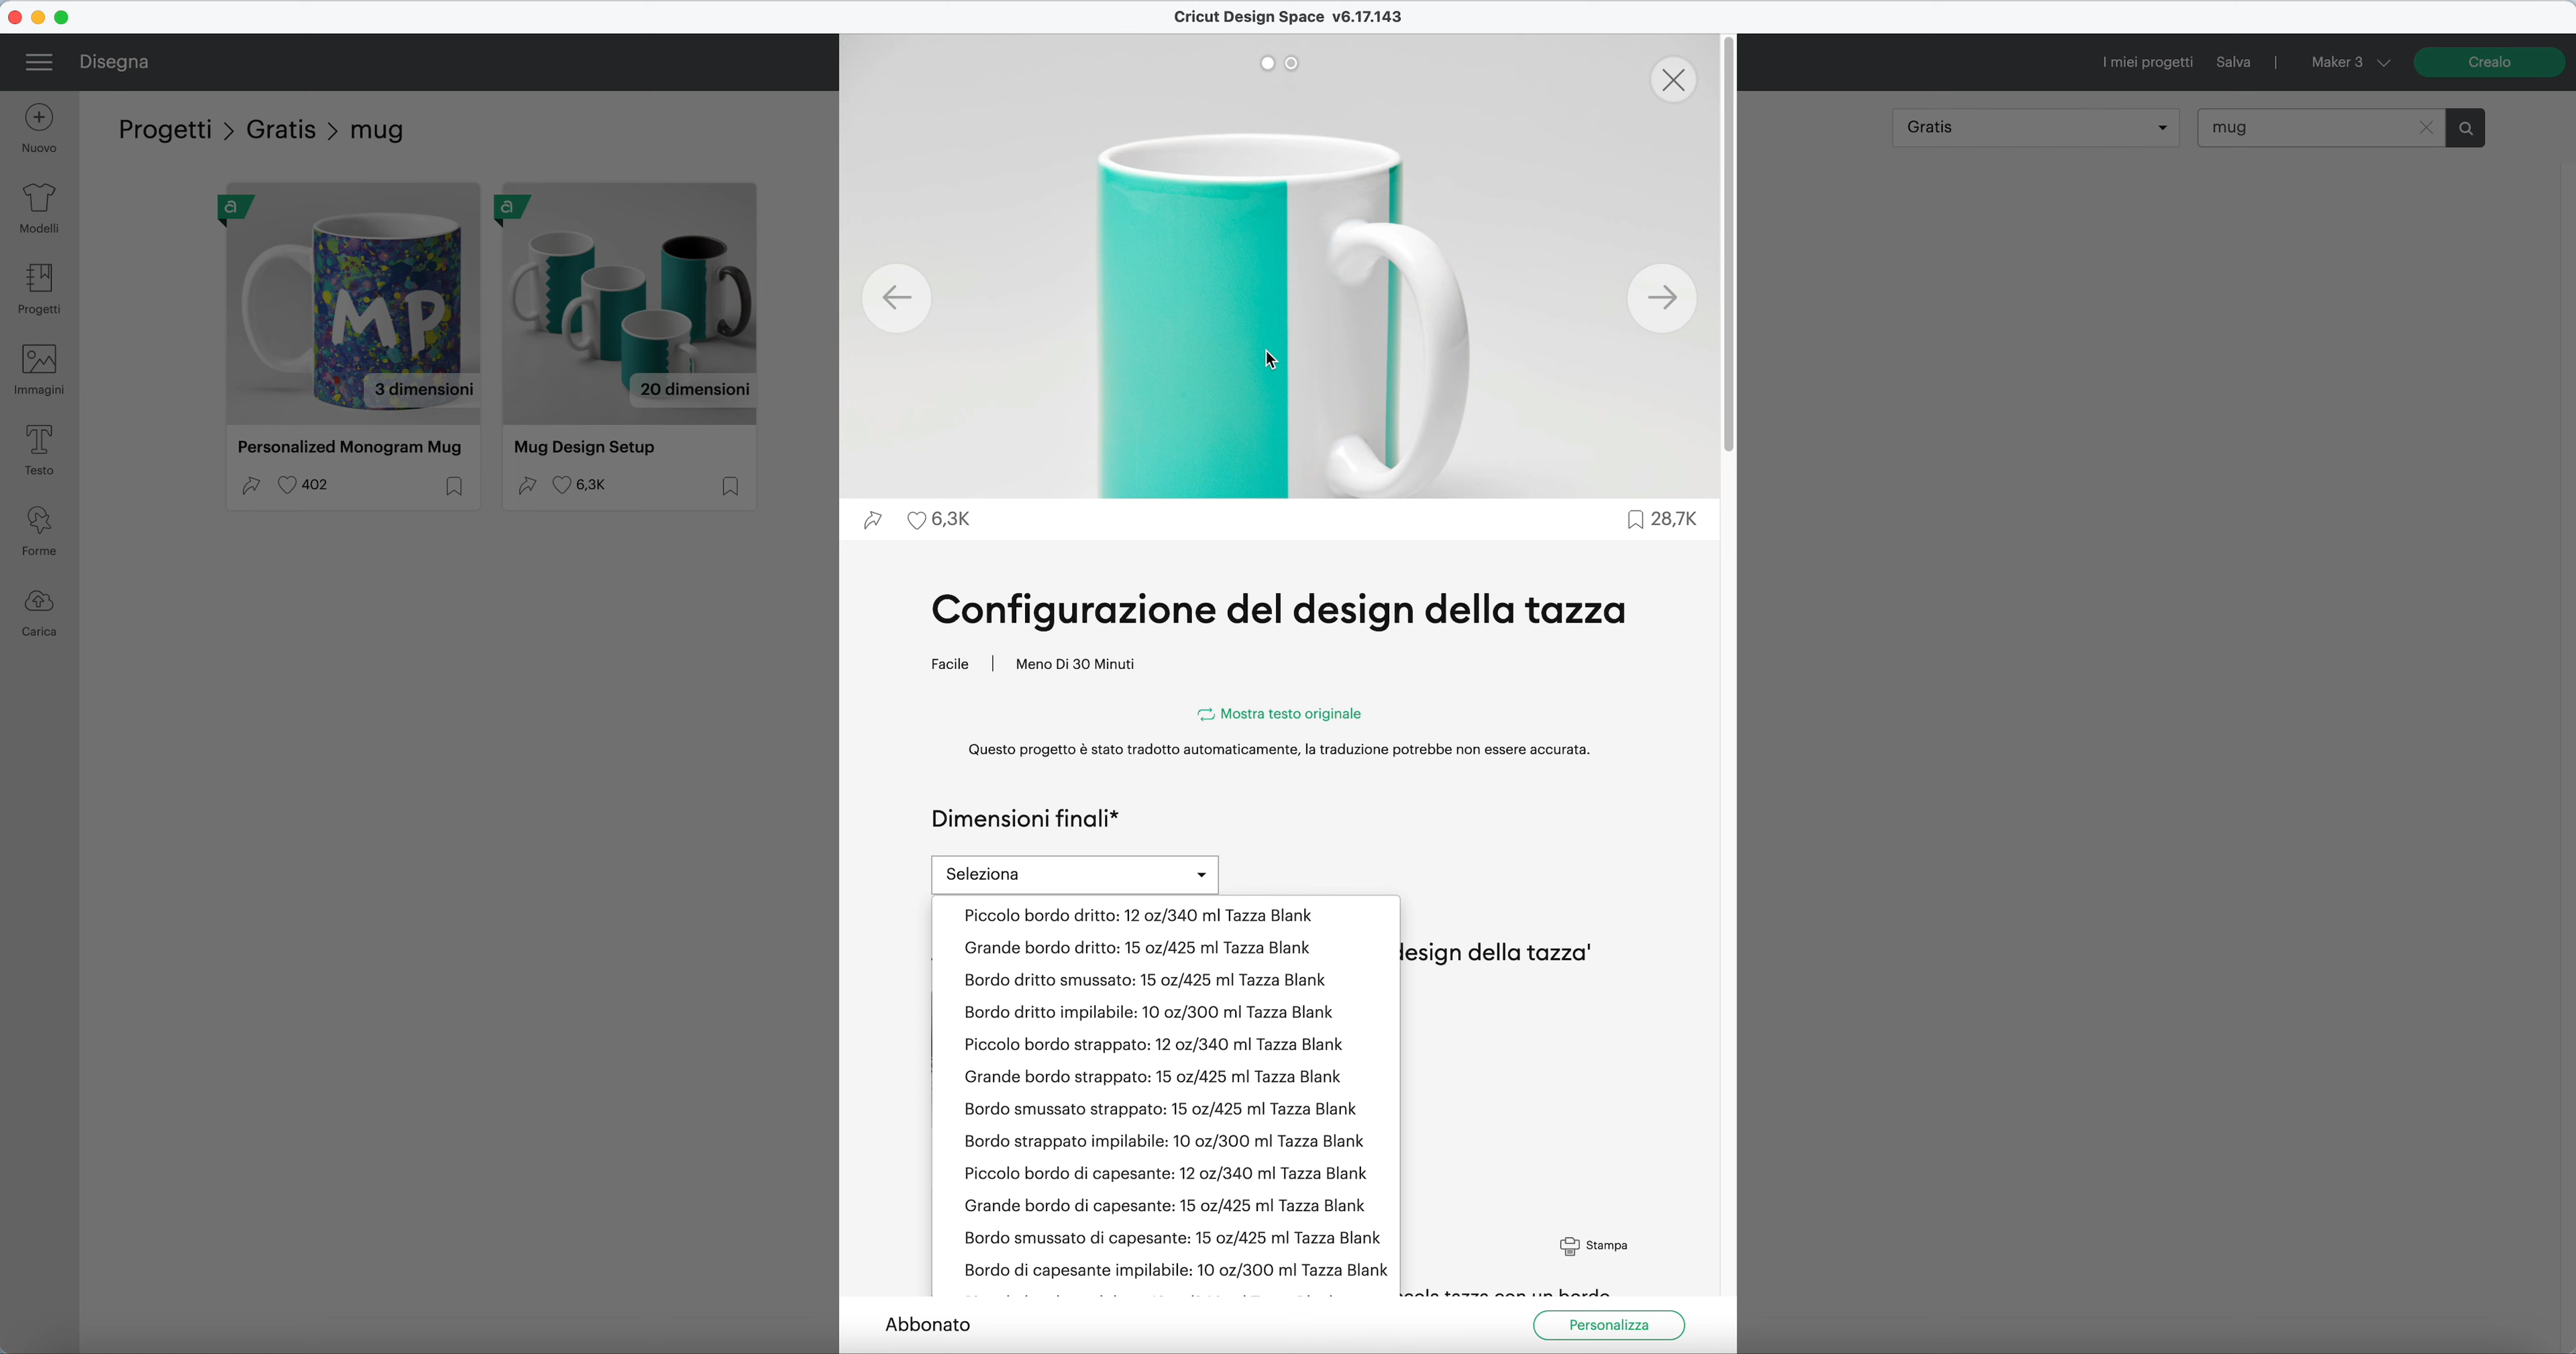 Cricut Design Space v6.17.143
Disegna
I miei progetti Salva | Maker 3 Crealo
Progetti > Gratis > mug
Gratis
mug
Nuovo
Modelli
Progetti
Immagini
Testo
Forme
Carica
MP
3 dimensioni
20 dimensioni
Personalized Monogram Mug
Mug Design Setup
402
6,3K
6,3K
28,7K
Configurazione del design della tazza
Facile | Meno Di 30 Minuti
Mostra testo originale
Questo progetto è stato tradotto automaticamente, la traduzione potrebbe non essere accurata.
Dimensioni finali*
Seleziona
Piccolo bordo dritto: 12 oz/340 ml Tazza Blank
Grande bordo dritto: 15 oz/425 ml Tazza Blank
design della tazza'
Bordo dritto smussato: 15 oz/425 ml Tazza Blank
Bordo dritto impilabile: 10 oz/300 ml Tazza Blank
Piccolo bordo strappato: 12 oz/340 ml Tazza Blank
Grande bordo strappato: 15 oz/425 ml Tazza Blank
Bordo smussato strappato: 15 oz/425 ml Tazza Blank
Bordo strappato impilabile: 10 oz/300 ml Tazza Blank
Piccolo bordo di capesante: 12 oz/340 ml Tazza Blank
Grande bordo di capesante: 15 oz/425 ml Tazza Blank
Bordo smussato di capesante: 15 oz/425 ml Tazza Blank
Stampa
Bordo di capesante impilabile: 10 oz/300 ml Tazza Blank
tazza con un bordo
Abbonato
Personalizza